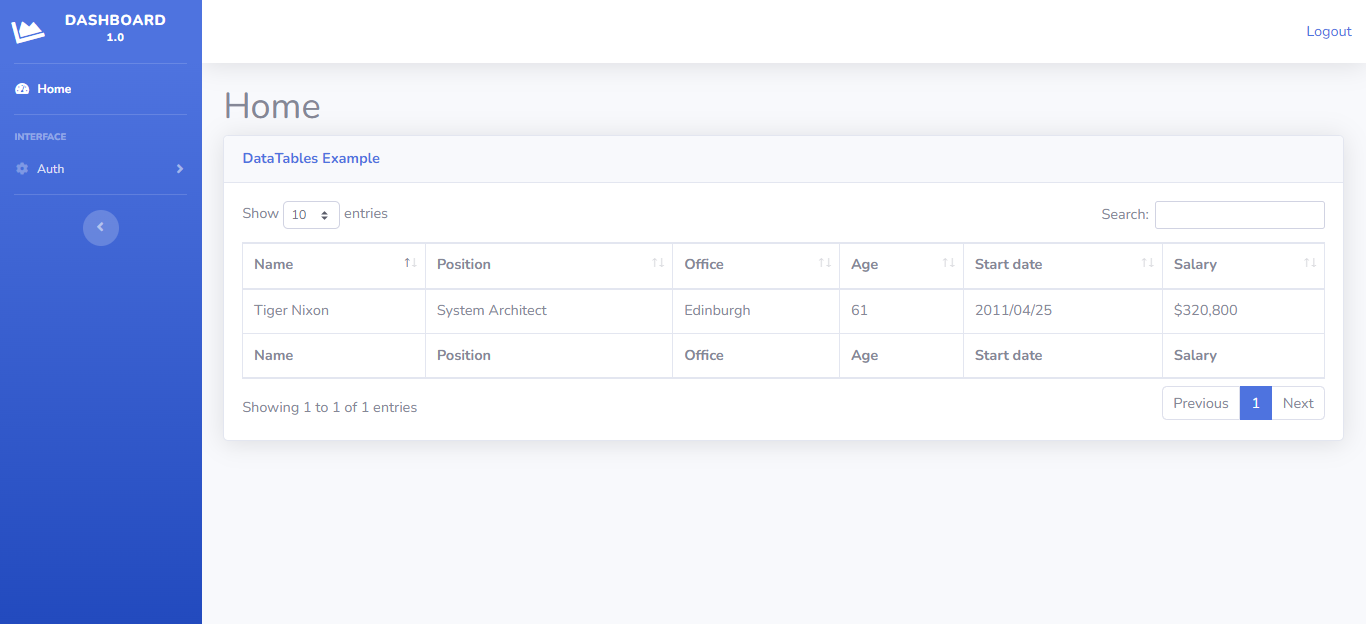 DASHBOARD
1.0
Logout
Home
INTERFACE
Auth
Home
DataTables Example
Show 10 entries
Search:
Name Position Office Age Start date Salary
Tiger Nixon System Architect Edinburgh 61 2011/04/25 $320,800
Name Position Office Age Start date Salary
Showing 1 to 1 of 1 entries
Previous 1 Next